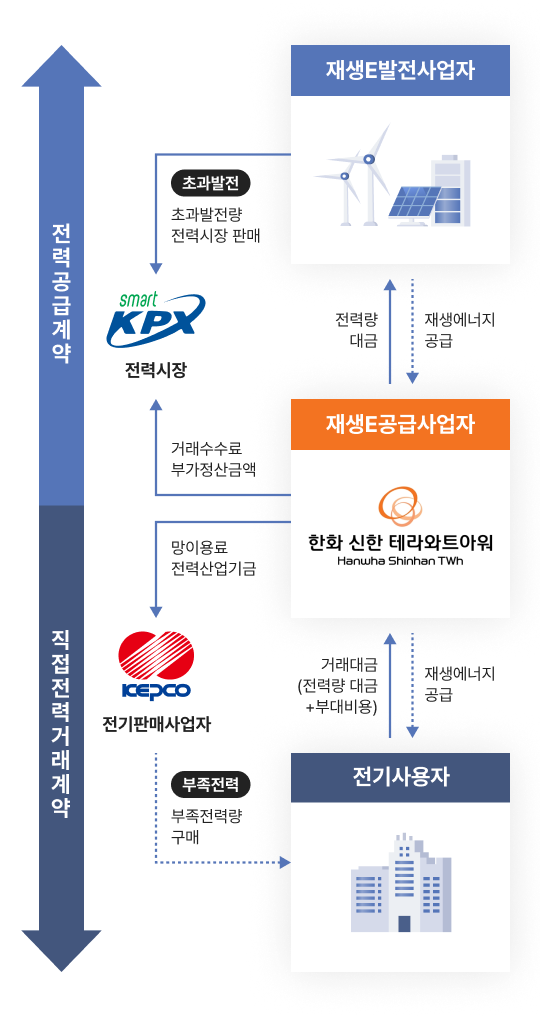 재생E발전사업자
초과발전
초과발전량
전력시장 판매
smart
KPX
전력시장
전력량
대금
재생에너지
공급
전력공급계약
재생E공급사업자
거래수수료
부가정산금액
한화 신한 테라와트아워
Hanwha Shinhan TWh
망이용료
전력산업기금
KEPCO
전기판매사업자
거래대금
(전력량 대금
+부대비용)
재생에너지
공급
직접전력거래계약
전기사용자
부족전력
부족전력량
구매